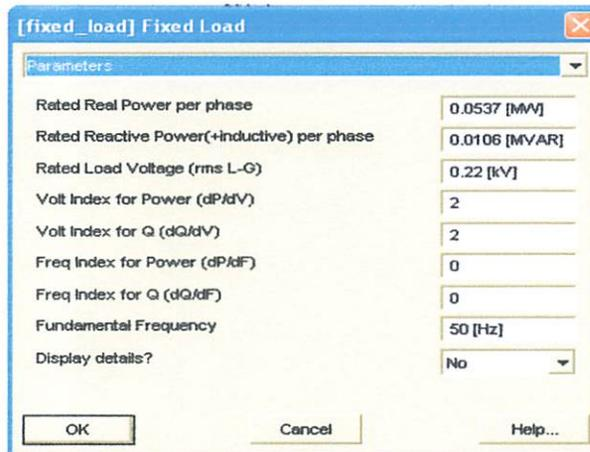 [fixed_load] Fixed Load
Parameters
Rated Real Power per phase 0.0537 [MW]
Rated Reactive Power(+inductive) per phase 0.0106 [MVAR]
Rated Load Voltage (rms L-G) 0.22 [kV]
Volt Index for Power (dP/dV) 2
Volt Index for Q (dQ/dV) 2
Freq Index for Power (dP/dF) 0
Freq Index for Q (dQ/dF) 0
Fundamental Frequency 50 [Hz]
Display details? No
OK Cancel Help...